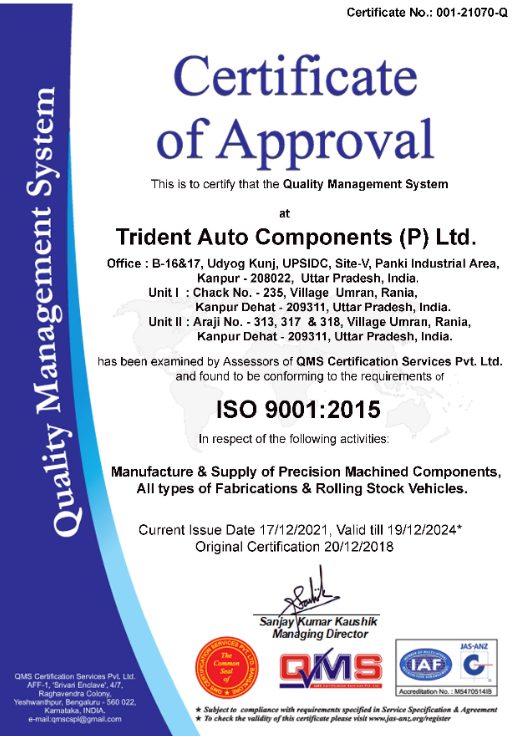 Certificate No.: 001-21070-Q
Quality Management System
Certificate
of Approval
This is to certify that the Quality Management System
at
Trident Auto Components (P) Ltd.
Office : B-16&17, Udyog Kunj, UPSIDC, Site-V, Panki Industrial Area,
Kanpur - 208022, Uttar Pradesh, India.
Unit I : Chack No. - 235, Village Umran, Rania,
Kanpur Dehat - 209311, Uttar Pradesh, India.
Unit II : Araji No. - 313, 317 & 318, Village Umran, Rania,
Kanpur Dehat - 209311, Uttar Pradesh, India.
has been examined by Assessors of QMS Certification Services Pvt. Ltd.
and found to be conforming to the requirements of
ISO 9001:2015
In respect of the following activities:
Manufacture & Supply of Precision Machined Components,
All types of Fabrications & Rolling Stock Vehicles.
Current Issue Date 17/12/2021, Valid till 19/12/2024*
Original Certification 20/12/2018
Sanjay Kumar Kaushik
Managing Director
The
Common
Seal
of
QMS
QMS Certification Services Pvt. Ltd.
IAF
JAS-ANZ
Accreditation No. : M5470514IB
QMS Certification Services Pvt. Ltd.
AFF-1, 'Srivari Enclave', 4/7,
Raghavendra Colony,
Yeshwanthpur, Bengaluru - 560 022,
Karnataka, INDIA.
e-mail:qmscspi@gmail.com
★ Subject to compliance with requirements specified in Service Specification & Agreement
★ To check the validity of this certificate please visit www.jas-anz.org/register